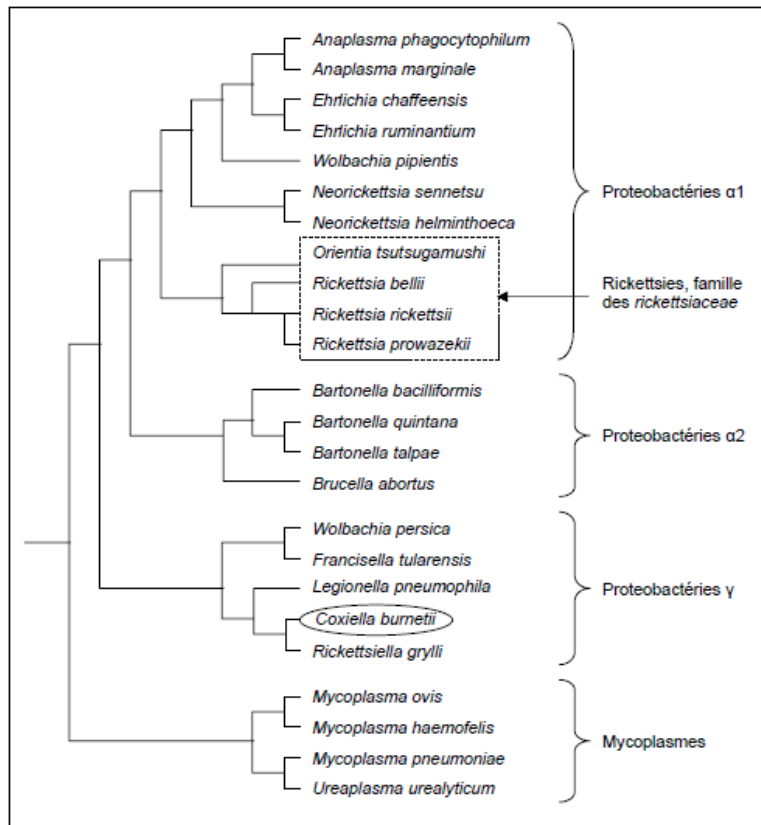 Anaplasma phagocytophilum
Anaplasma marginale
Ehrlichia chaffeensis
Ehrlichia ruminantium
Wolbachia pipientis
Neorickettsia sennetsu
Neorickettsia helminthoeca
Orientia tsutsugamushi
Rickettsia bellii
Rickettsia rickettsii
Rickettsia prowazekii
Proteobactéries α1
Rickettsies, famille
des rickettsiaceae
Bartonella bacilliformis
Bartonella quintana
Bartonella talpae
Brucella abortus
Proteobactéries α2
Wolbachia persica
Francisella tularensis
Legionella pneumophila
Coxiella burnetii
Rickettsiella grylli
Proteobactéries γ
Mycoplasma ovis
Mycoplasma haemofelis
Mycoplasma pneumoniae
Ureaplasma urealyticum
Mycoplasmes